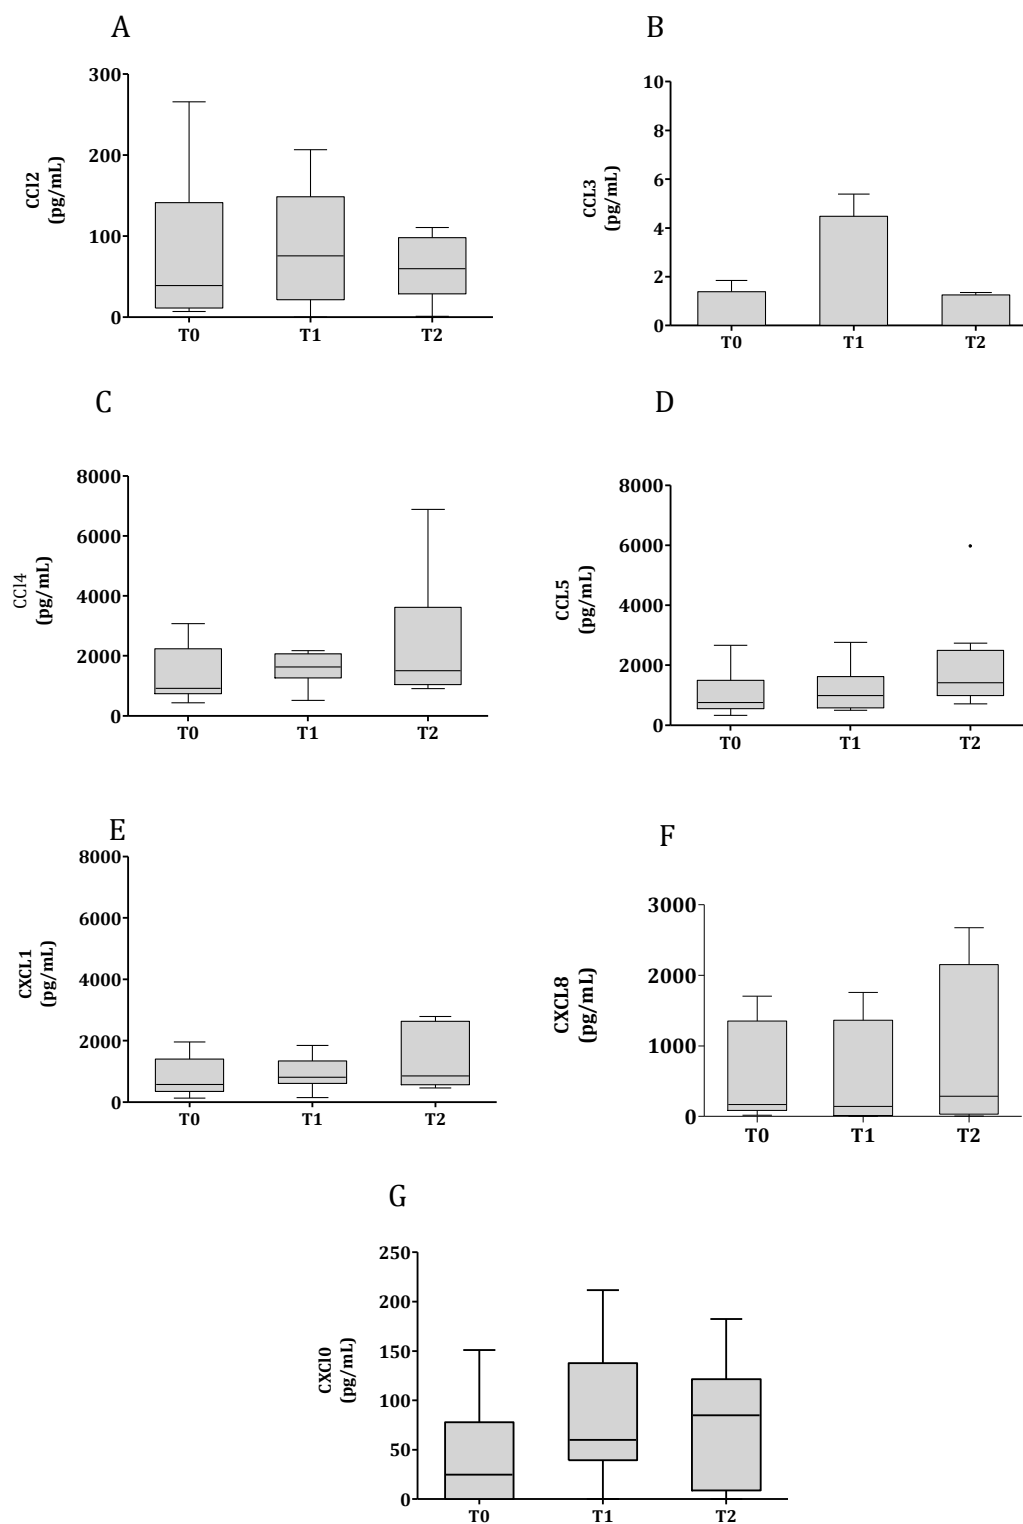 A
300
200
100
0
CCl2
(pg/mL)
T0 T1 T2
B
10
8
6
4
2
0
CCL3
(pg/mL)
T0 T1 T2
C
8000
6000
4000
2000
0
CCl4
(pg/mL)
T0 T1 T2
D
8000
6000
4000
2000
0
CCL5
(pg/mL)
T0 T1 T2
E
8000
6000
4000
2000
0
CXCL1
(pg/mL)
T0 T1 T2
F
3000
2000
1000
0
CXCL8
(pg/mL)
T0 T1 T2
G
250
200
150
100
50
0
CXCl0
(pg/mL)
T0 T1 T2